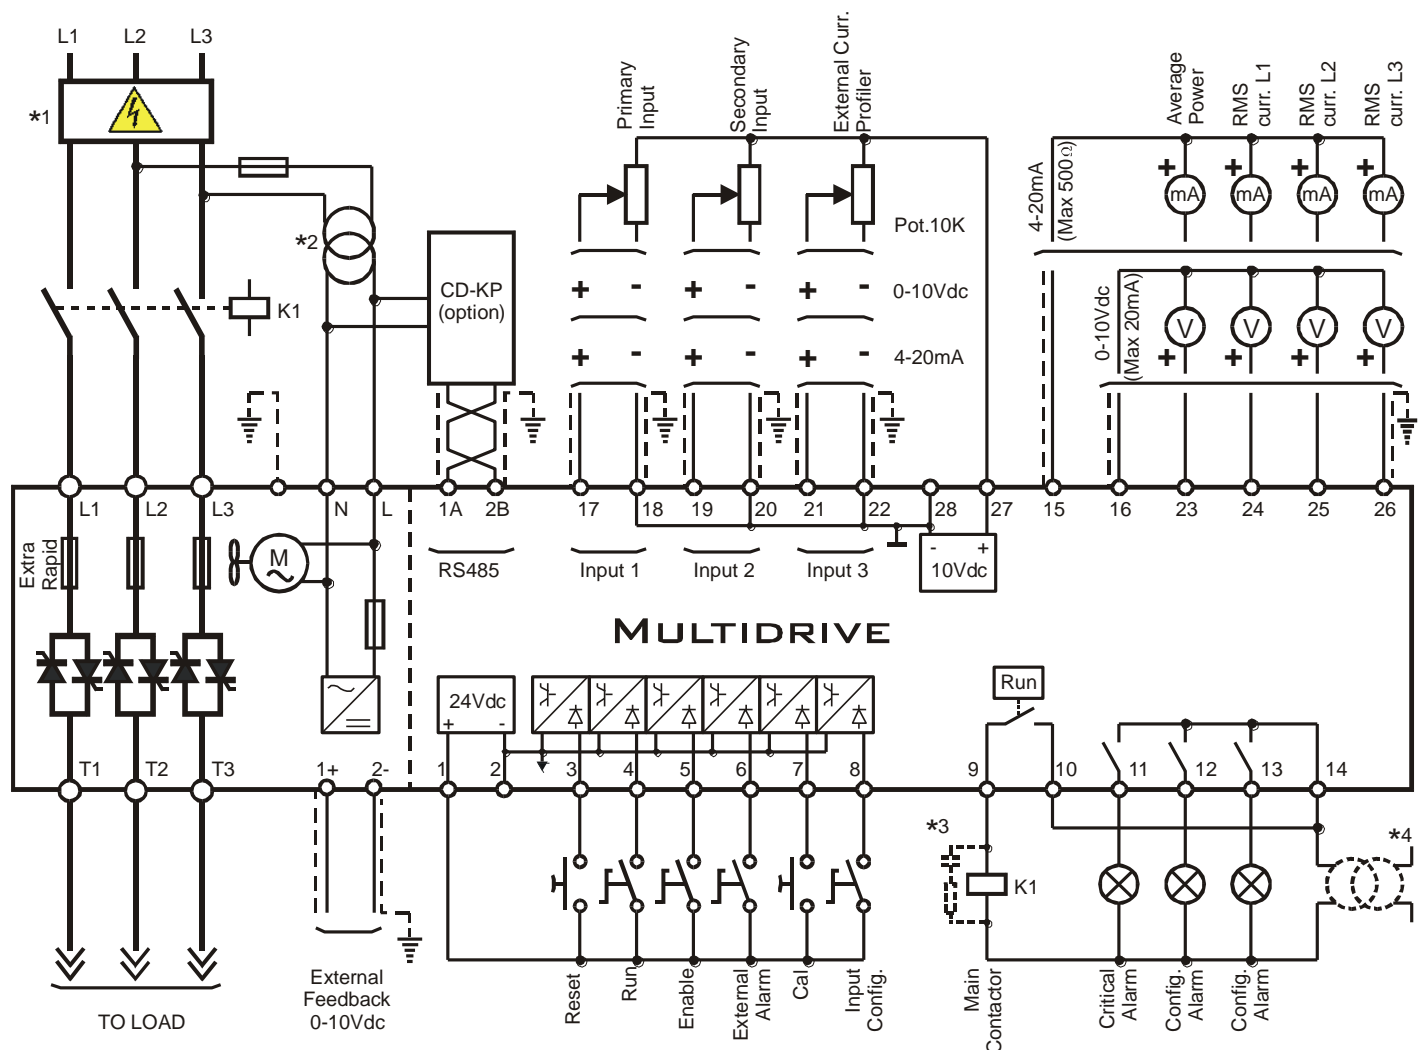 L1 L2 L3
*1
*2
K1
CD-KP
(option)
Primary
Input
Secondary
Input
External Curr.
Profiler
Pot.10K
+ - + - + - 0-10Vdc
+ - + - + - 4-20mA
4-20mA
(Max 500Ω)
Average
Power
RMS
curr. L1
RMS
curr. L2
RMS
curr. L3
+ + + +
mA mA mA mA
0-10Vdc
(Max 20mA)
V V V V
+ + + +
L1 L2 L3 N L 1A 2B 17 18 19 20 21 22 28 27 15 16 23 24 25 26
Extra
Rapid
M
RS485
Input 1
Input 2
Input 3
- +
10Vdc
MULTIDRIVE
24Vdc
+ -
Run
T1 T2 T3 1+ 2- 1 2 3 4 5 6 7 8 9 10 11 12 13 14
*3
K1
*4
TO LOAD
External
Feedback
0-10Vdc
Reset
Run
Enable
External
Alarm
Cal
Input
Config.
Main
Contactor
Critical
Alarm
Config.
Alarm
Config.
Alarm